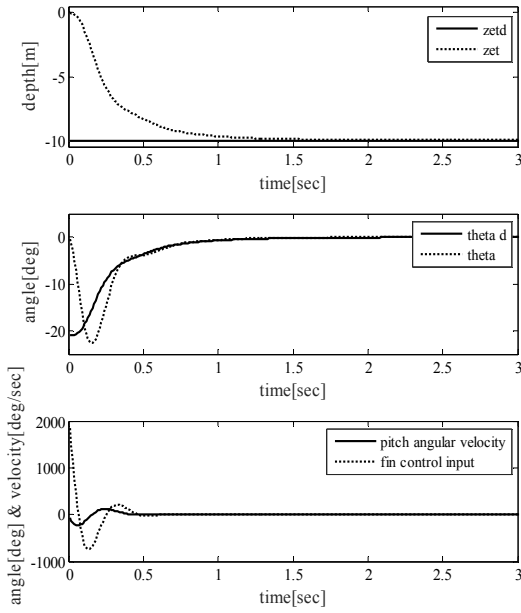 0
-5
-10
depth[m]
zetd
zet
0 0.5 1 1.5 2 2.5 3
time[sec]
0
-10
-20
angle[deg]
theta d
theta
0 0.5 1 1.5 2 2.5 3
time[sec]
2000
1000
0
-1000
angle[deg] & velocity[deg/sec]
pitch angular velocity
fin control input
0 0.5 1 1.5 2 2.5 3
time[sec]